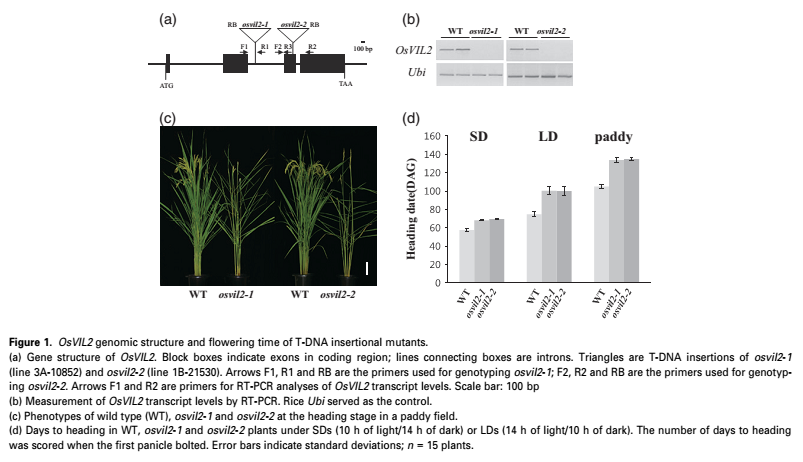 (a)
RB osvil2-1 osvil2-2 RB
F1 R1 F2 R3 R2 100 bp
ATG TAA
(b)
WT osvil2-1 WT osvil2-2
OsVIL2
Ubi
(c)
WT osvil2-1 WT osvil2-2
(d)
160
140
120
100
80
60
40
20
0
Heading date(DAG)
SD LD paddy
WT osvil2-1 osvil2-2 WT osvil2-1 osvil2-2 WT osvil2-1 osvil2-2
Figure 1. OsVIL2 genomic structure and flowering time of T-DNA insertional mutants.
(a) Gene structure of OsVIL2. Block boxes indicate exons in coding region; lines connecting boxes are introns. Triangles are T-DNA insertions of osvil2-1
(line 3A-10852) and osvil2-2 (line 1B-21530). Arrows F1, R1 and RB are the primers used for genotyping osvil2-1; F2, R2 and RB are the primers used for genotyp-
ing osvil2-2. Arrows F1 and R2 are primers for RT-PCR analyses of OsVIL2 transcript levels. Scale bar: 100 bp
(b) Measurement of OsVIL2 transcript levels by RT-PCR. Rice Ubi served as the control.
(c) Phenotypes of wild type (WT), osvil2-1 and osvil2-2 at the heading stage in a paddy field.
(d) Days to heading in WT, osvil2-1 and osvil2-2 plants under SDs (10 h of light/14 h of dark) or LDs (14 h of light/10 h of dark). The number of days to heading
was scored when the first panicle bolted. Error bars indicate standard deviations; n = 15 plants.